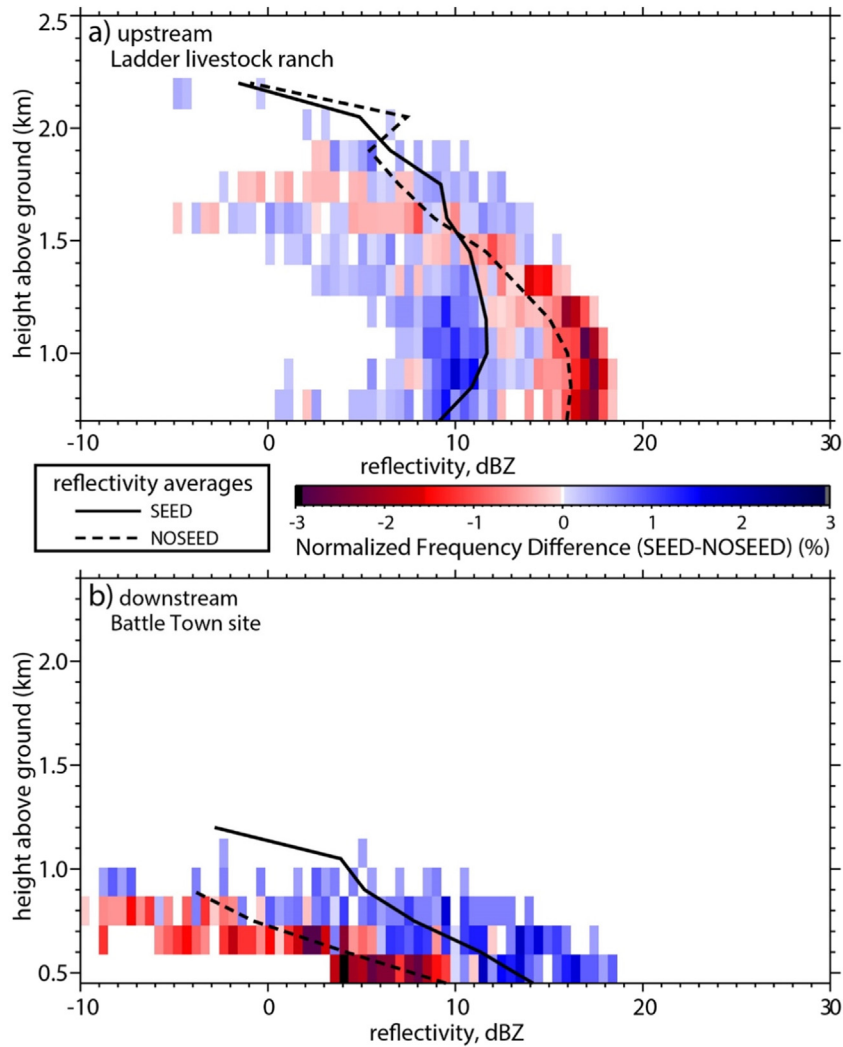 2.5
a) upstream
Ladder livestock ranch
2.0
1.5
1.0
height above ground (km)
-10 0 10 20 30
reflectivity, dBZ
reflectivity averages
SEED
NOSEED
-3 -2 -1 0 1 2 3
Normalized Frequency Difference (SEED-NOSEED) (%)
b) downstream
Battle Town site
2.0
1.5
1.0
0.5
height above ground (km)
-10 0 10 20 30
reflectivity, dBZ